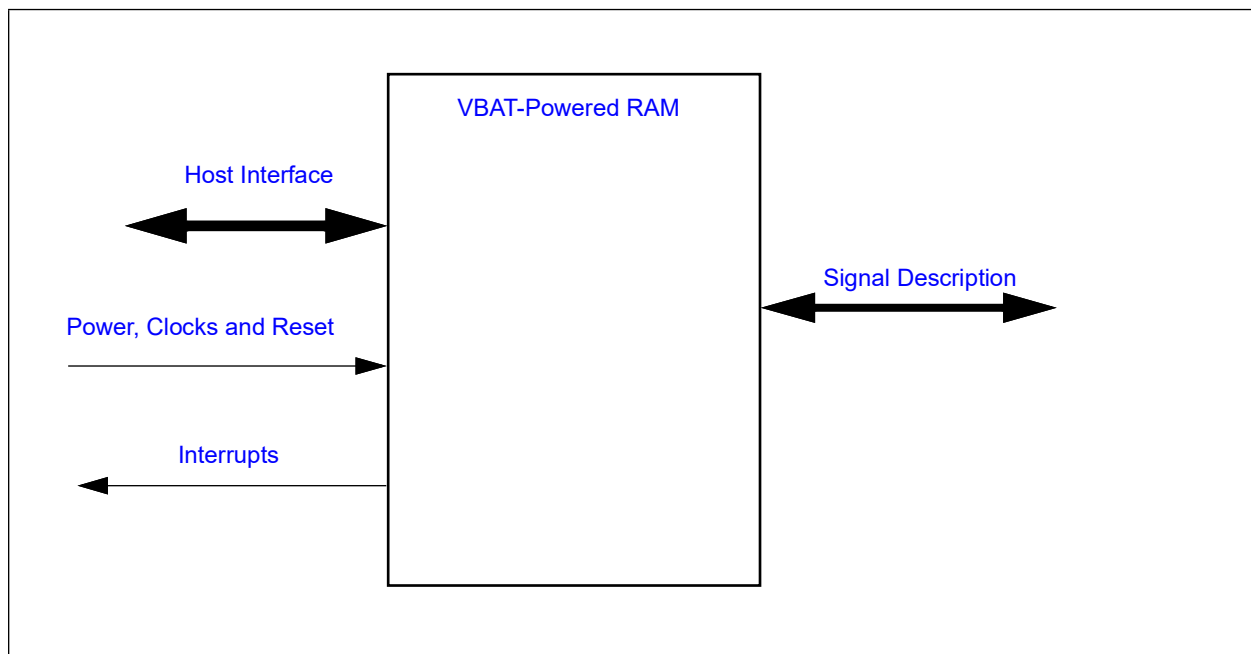 VBAT-Powered RAM
Host Interface
Signal Description
Power, Clocks and Reset
Interrupts